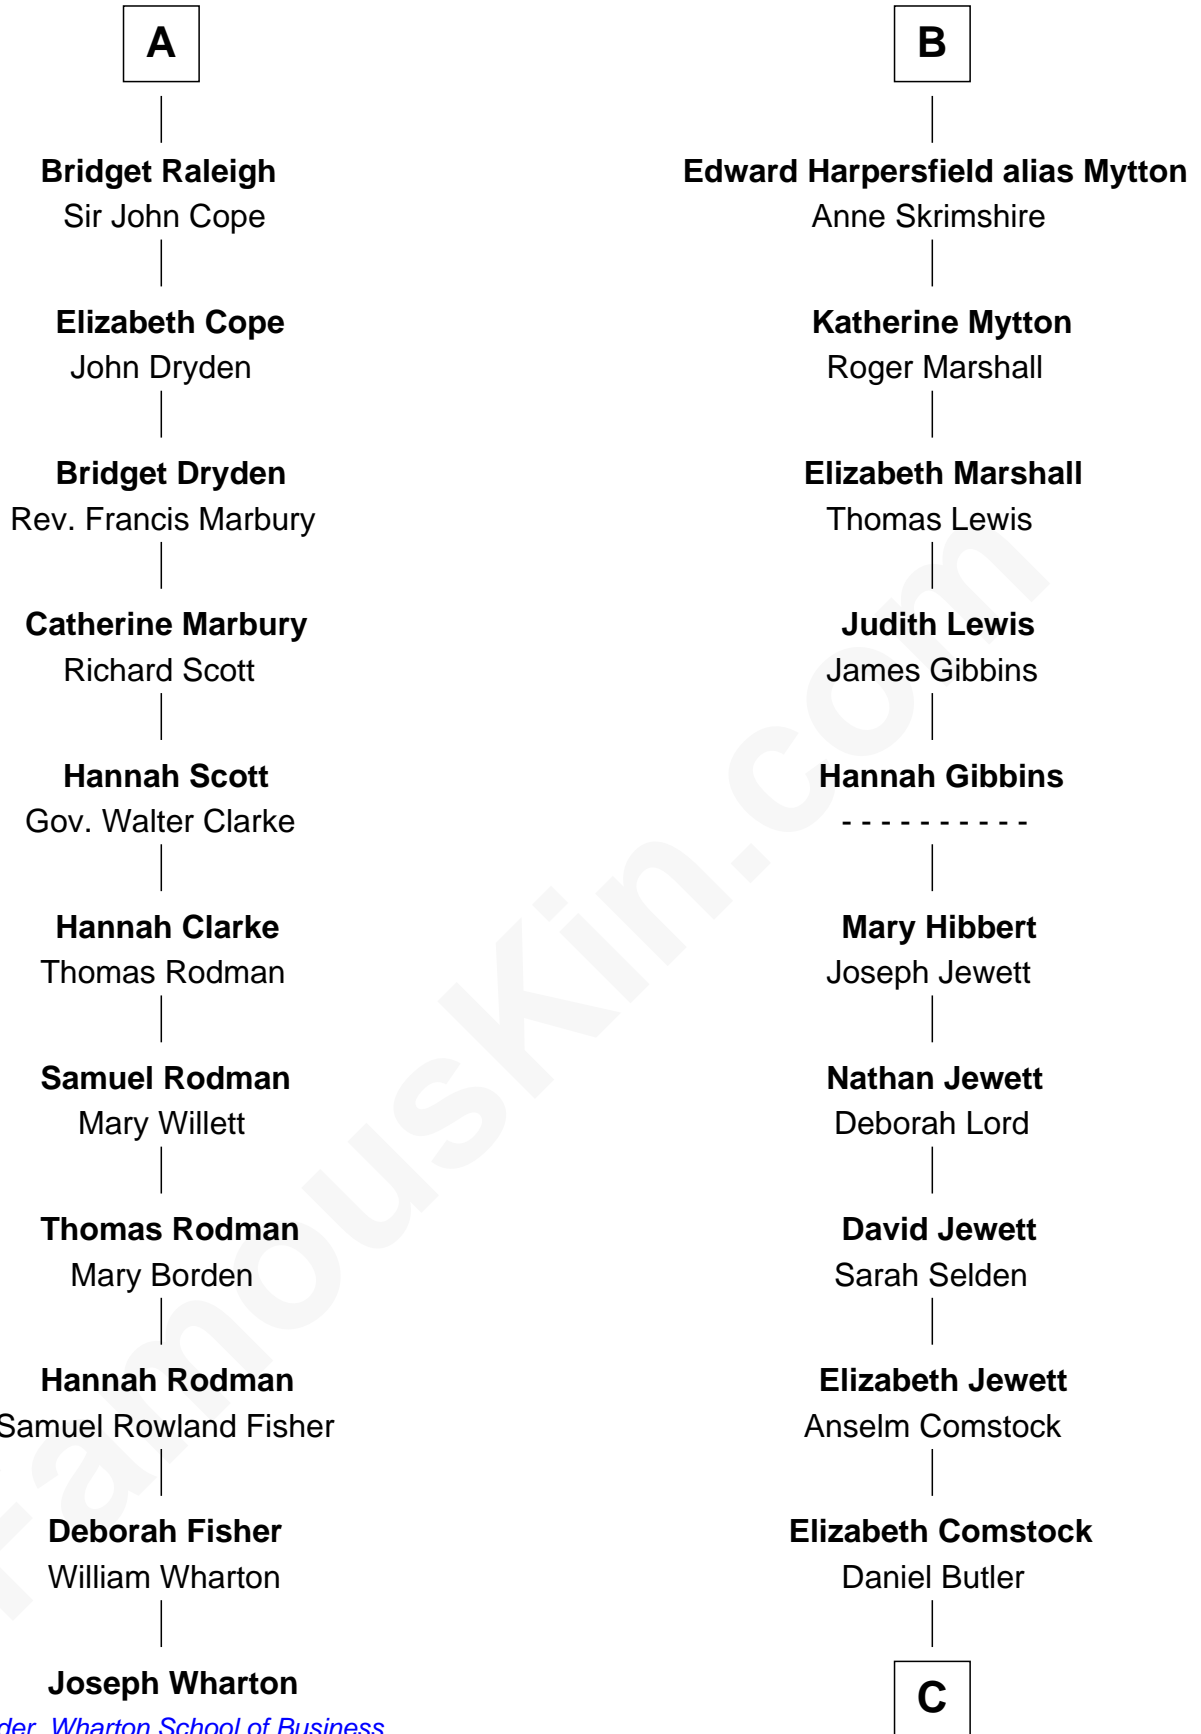 A
Bridget Raleigh
Sir John Cope
Elizabeth Cope
John Dryden
Bridget Dryden
Rev. Francis Marbury
Catherine Marbury
Richard Scott
Hannah Scott
Gov. Walter Clarke
Hannah Clarke
Thomas Rodman
Samuel Rodman
Mary Willett
Thomas Rodman
Mary Borden
Hannah Rodman
Samuel Rowland Fisher
Deborah Fisher
William Wharton
Joseph Wharton
Wharton School of Business
B
Edward Harpersfield alias Mytton
Anne Skrimshire
Katherine Mytton
Roger Marshall
Elizabeth Marshall
Thomas Lewis
Judith Lewis
James Gibbins
Hannah Gibbins
- - - - - - - - - -
Mary Hibbert
Joseph Jewett
Nathan Jewett
Deborah Lord
David Jewett
Sarah Selden
Elizabeth Jewett
Anselm Comstock
Elizabeth Comstock
Daniel Butler
C
FamousKin.com